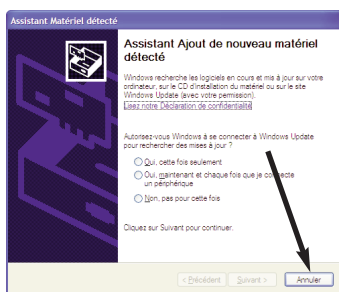 Assistant Matériel détecté
Assistant Ajout de nouveau matériel
détecté
Windows recherche les logiciels en cours et mis à jour sur votre
ordinateur, sur le CD d'installation du matériel ou sur le site
Windows Update (avec votre permission).
Lisez notre Déclaration de confidentialité
Autorisez-vous Windows à se connecter à Windows Update
pour rechercher des mises à jour ?
Oui, cette fois seulement
Oui, maintenant et chaque fois que je connecte
un périphérique
Non, pas pour cette fois
Cliquez sur Suivant pour continuer.
< Précédent Suivant > Annuler